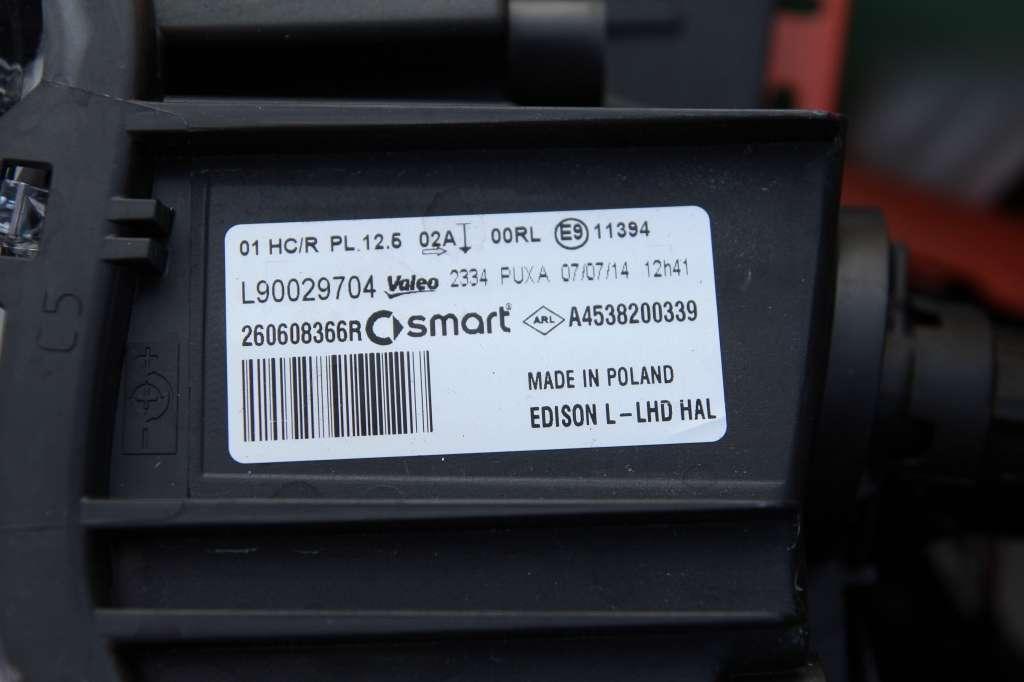 01 HC/R PL.12.5 02A 00RL E9 11394
L90029704 Valeo 2334 PUXA 07/07/14 12h41
260608366R smart ARL A4538200339
MADE IN POLAND
EDISON L-LHD HAL
C5